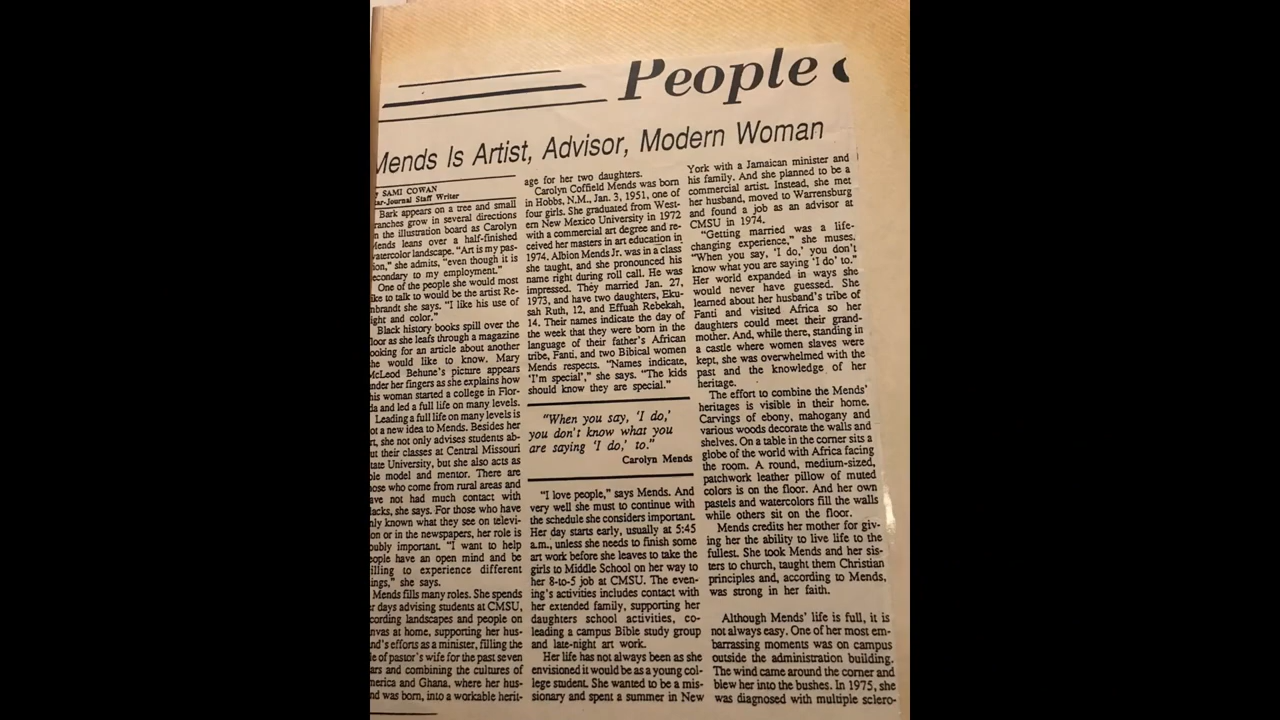 People
Mends Is Artist, Advisor, Modern Woman
SAMI COWAN
ar-Journal Staff Writer
Bark appears on a tree and small
ranches grow in several directions
n the illustration board as Carolyn
Mends leans over a half-finished
watercolor landscape. “Art is my pas-
ion,” she admits, “even though it is
econdary to my employment.”
One of the people she would most
ike to talk to would be the artist Re-
nbrandt she says. “I like his use of
ight and color.”
Black history books spill over the
loor as she leafs through a magazine
ooking for an article about another
he would like to know. Mary
McLeod Behune’s picture appears
nder her fingers as she explains how
his woman started a college in Flor-
da and led a full life on many levels.
Leading a full life on many levels is
ot a new idea to Mends. Besides her
rt, she not only advises students ab-
ut their classes at Central Missouri
tate University, but she also acts as
ole model and mentor. There are
hose who come from rural areas and
ave not had much contact with
lacks, she says. For those who have
nly known what they see on televi-
on or in the newspapers, her role is
oubly important. “I want to help
eople have an open mind and be
illing to experience different
ings,” she says.
Mends fills many roles. She spends
r days advising students at CMSU,
cording landscapes and people on
nvas at home, supporting her hus-
nd’s efforts as a minister, filling the
le of pastor’s wife for the past seven
ars and combining the cultures of
merica and Ghana, where her hus-
nd was born, into a workable herit-
age for her two daughters.
Carolyn Coffield Mends was born
in Hobbs, N.M., Jan. 3, 1951, one of
four girls. She graduated from West-
ern New Mexico University in 1972
with a commercial art degree and re-
ceived her masters in art education in
1974. Albion Mends Jr. was in a class
she taught, and she pronounced his
name right during roll call. He was
impressed. They married Jan. 27,
1973, and have two daughters, Eku-
sah Ruth, 12, and Effuah Rebekah,
14. Their names indicate the day of
the week that they were born in the
language of their father’s African
tribe, Fanti, and two Biblical women
Mends respects. “Names indicate,
‘I’m special’,” she says. “The kids
should know they are special.”
“When you say, ‘I do,’
you don’t know what you
are saying ‘I do,’ to.”
Carolyn Mends
“I love people,” says Mends. And
very well she must to continue with
the schedule she considers important.
Her day starts early, usually at 5:45
a.m., unless she needs to finish some
art work before she leaves to take the
girls to Middle School on her way to
her 8-to-5 job at CMSU. The even-
ing’s activities includes contact with
her extended family, supporting her
daughters school activities, co-
leading a campus Bible study group
and late-night art work.
Her life has not always been as she
envisioned it would be as a young col-
lege student. She wanted to be a mis-
sionary and spent a summer in New
York with a Jamaican minister and
his family. And she planned to be a
commercial artist. Instead, she met
her husband, moved to Warrensburg
and found a job as an advisor at
CMSU in 1974.
“Getting married was a life-
changing experience,” she muses.
“When you say, ‘I do,’ you don’t
know what you are saying ‘I do’ to.”
Her world expanded in ways she
would never have guessed. She
learned about her husband’s tribe of
Fanti and visited Africa so her
daughters could meet their grand-
mother. And, while there, standing in
a castle where women slaves were
kept, she was overwhelmed with the
past and the knowledge of her
heritage.
The effort to combine the Mends’
heritages is visible in their home.
Carvings of ebony, mahogany and
various woods decorate the walls and
shelves. On a table in the corner sits a
globe of the world with Africa facing
the room. A round, medium-sized,
patchwork leather pillow of muted
colors is on the floor. And her own
pastels and watercolors fill the walls
while others sit on the floor.
Mends credits her mother for giv-
ing her the ability to live life to the
fullest. She took Mends and her sis-
ters to church, taught them Christian
principles and, according to Mends,
was strong in her faith.
Although Mends’ life is full, it is
not always easy. One of her most em-
barrassing moments was on campus
outside the administration building.
The wind came around the corner and
blew her into the bushes. In 1975, she
was diagnosed with multiple sclero-